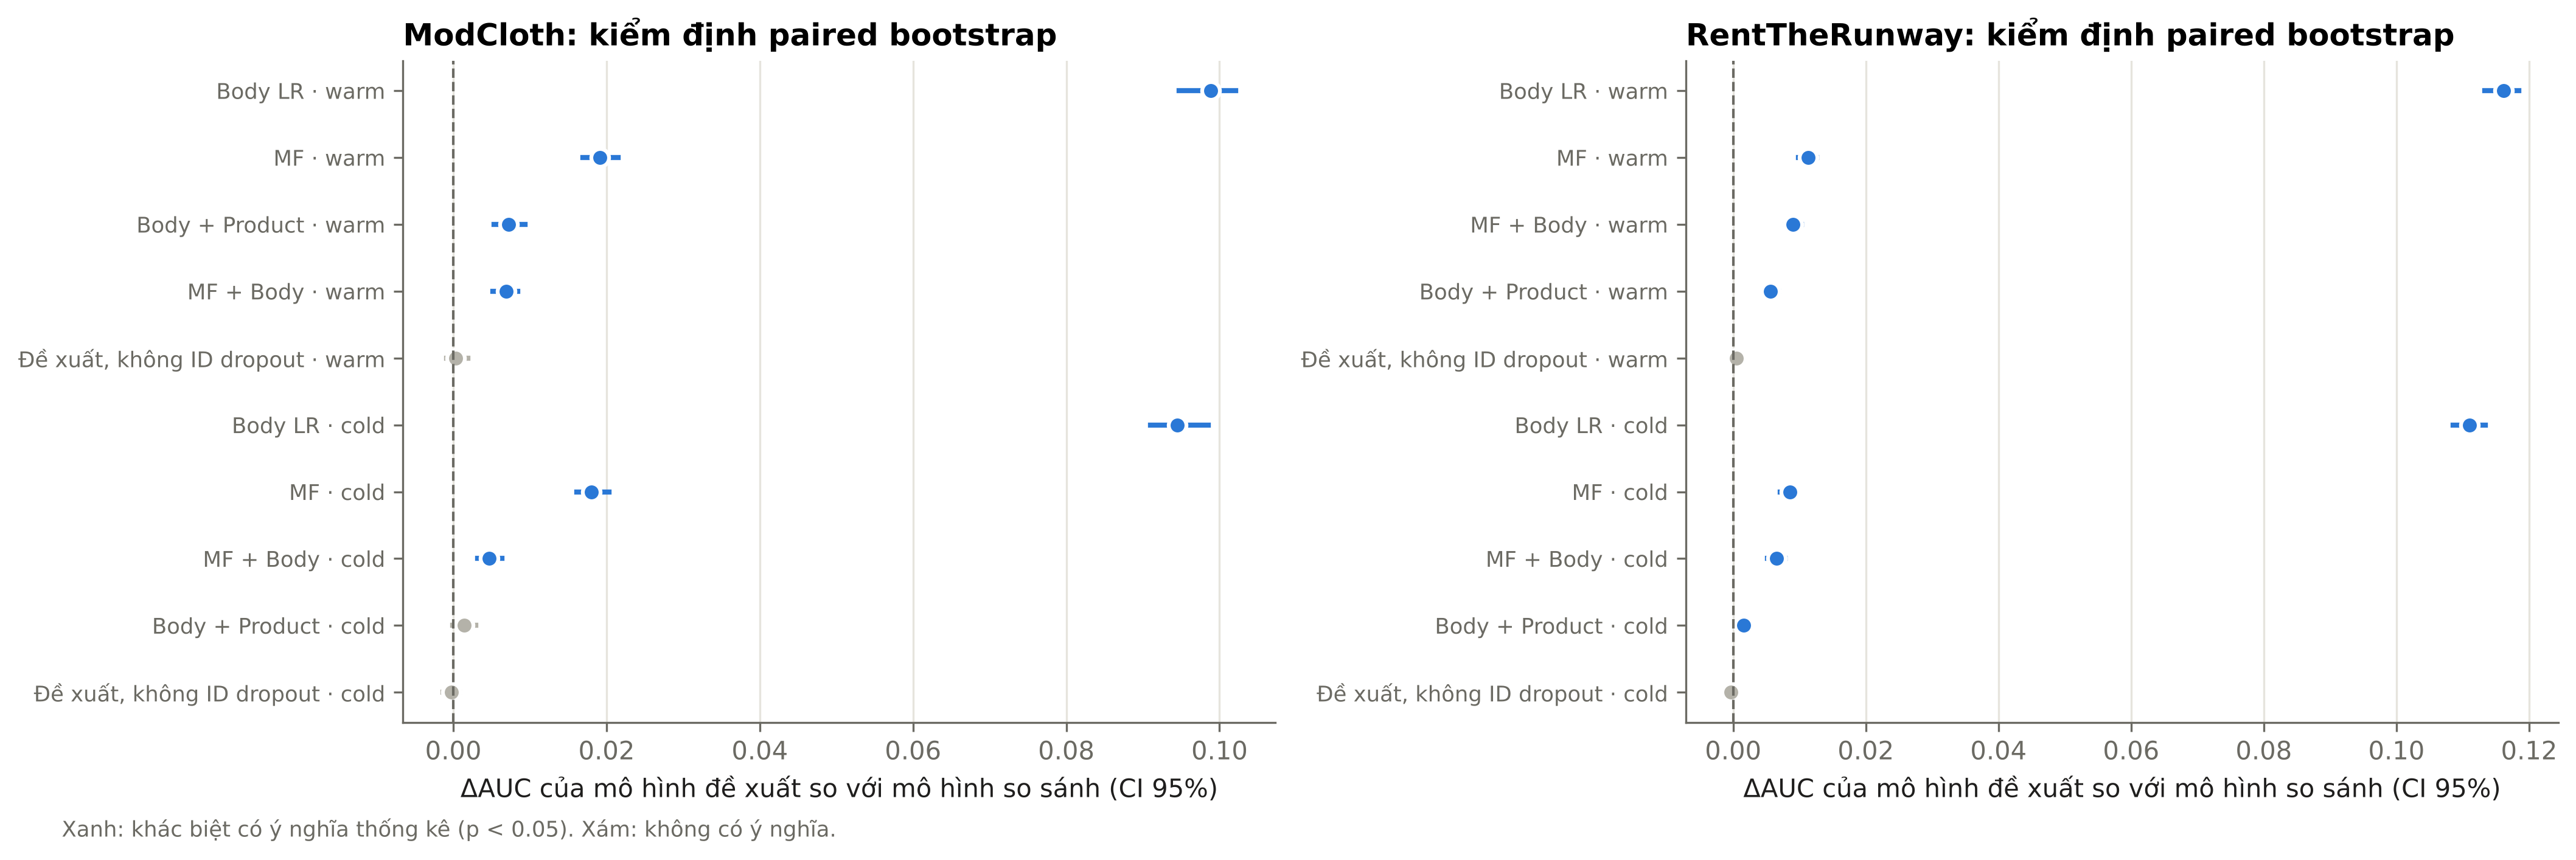 ModCloth: kiểm định paired bootstrap
Body LR · warm
MF · warm
Body + Product · warm
MF + Body · warm
Đề xuất, không ID dropout · warm
Body LR · cold
MF · cold
MF + Body · cold
Body + Product · cold
Đề xuất, không ID dropout · cold
0.00 0.02 0.04 0.06 0.08 0.10
ΔAUC của mô hình đề xuất so với mô hình so sánh (CI 95%)
RentTheRunway: kiểm định paired bootstrap
Body LR · warm
MF · warm
MF + Body · warm
Body + Product · warm
Đề xuất, không ID dropout · warm
Body LR · cold
MF · cold
MF + Body · cold
Body + Product · cold
Đề xuất, không ID dropout · cold
0.00 0.02 0.04 0.06 0.08 0.10 0.12
ΔAUC của mô hình đề xuất so với mô hình so sánh (CI 95%)
Xanh: khác biệt có ý nghĩa thống kê (p < 0.05). Xám: không có ý nghĩa.